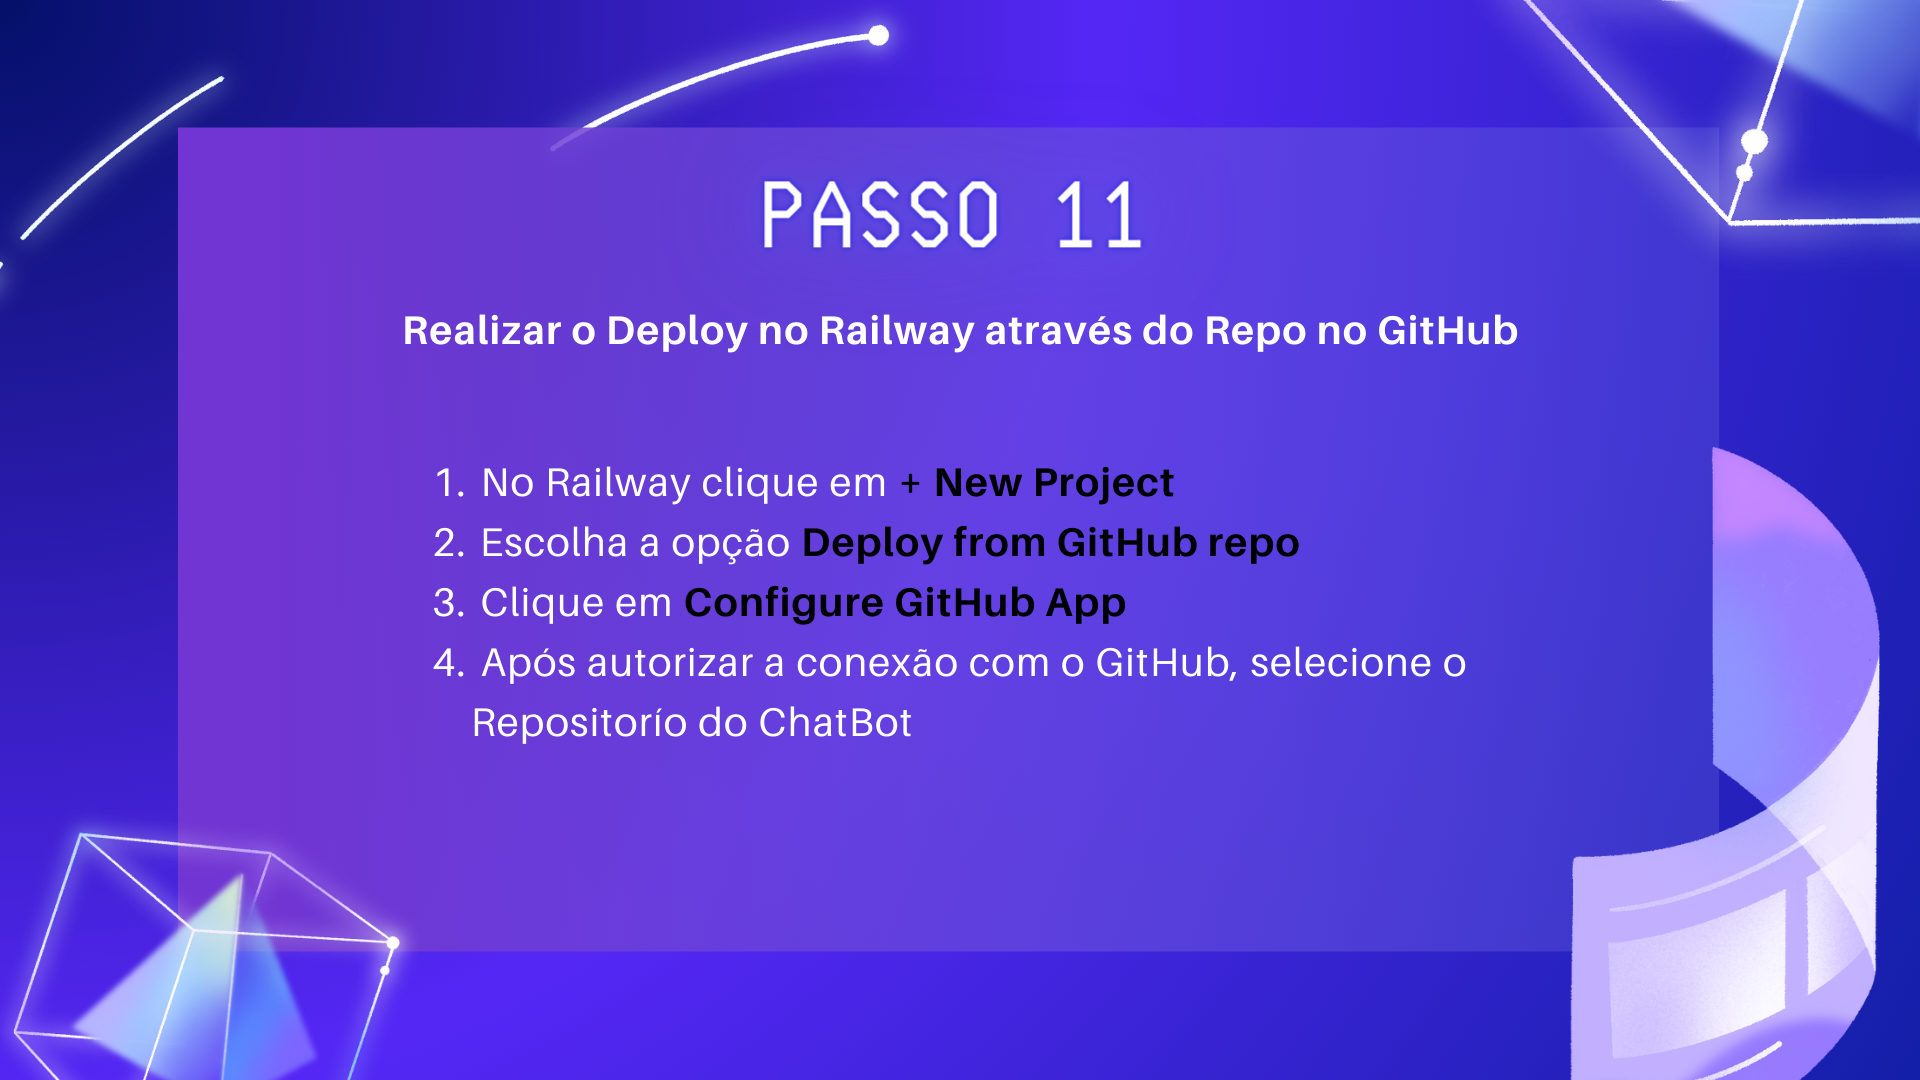 PASSO 11
Realizar o Deploy no Railway através do Repo no GitHub
1. No Railway clique em + New Project
2. Escolha a opção Deploy from GitHub repo
3. Clique em Configure GitHub App
4. Após autorizar a conexão com o GitHub, selecione o
Repositorío do ChatBot